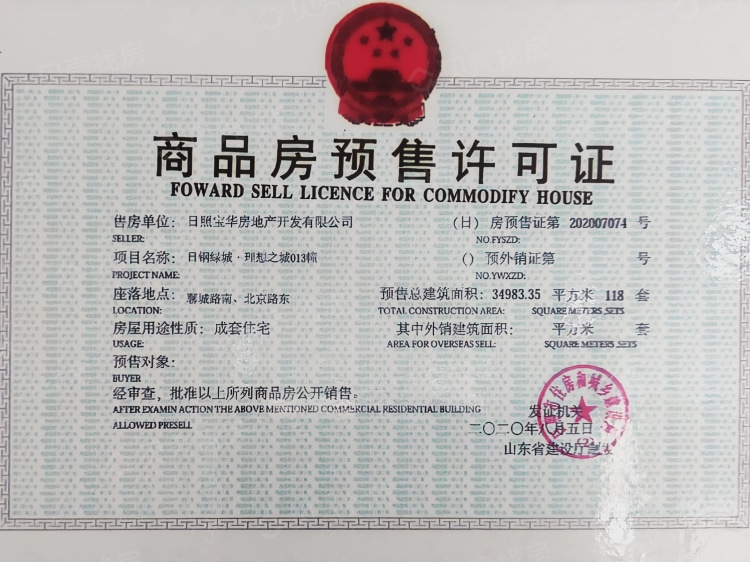 商品房预售许可证
FOWARD SELL LICENCE FOR COMMODIFY HOUSE
售房单位：日照宝华房地产开发有限公司
SELLER:
（日）房预售证第 202007074 号
NO.FYSZD:
项目名称：日钢绿城·理想之城013幢
PROJECT NAME:
（）预外销证第 号
NO.YWXZD:
座落地点：郓城路南、北京路东
LOCATION:
预售总建筑面积：34983.35 平方米 118 套
TOTAL CONSTRUCTION AREA: SQUARE METERS ,SETS
房屋用途性质：成套住宅
USAGE:
其中外销建筑面积： 平方米 套
AREA FOR OVERSEAS SELL: SQUARE METERS ,SETS
预售对象：
BUYER
经审查，批准以上所列商品房公开销售。
AFTER EXAMIN ACTION THE ABOVE MENTIONED COMMERCIAL RESIDENTIAL BUILDING
ALLOWED PRESELL
发证机关
二〇二〇年八月五日
山东省建设厅